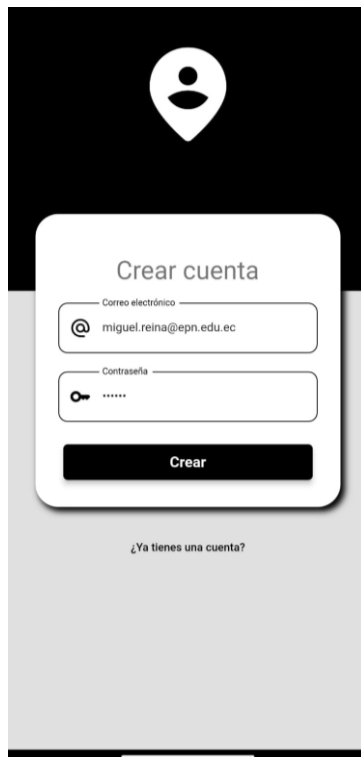 Crear cuenta
Correo electrónico
miguel.reina@epn.edu.ec
Contraseña
••••••
Crear
¿Ya tienes una cuenta?